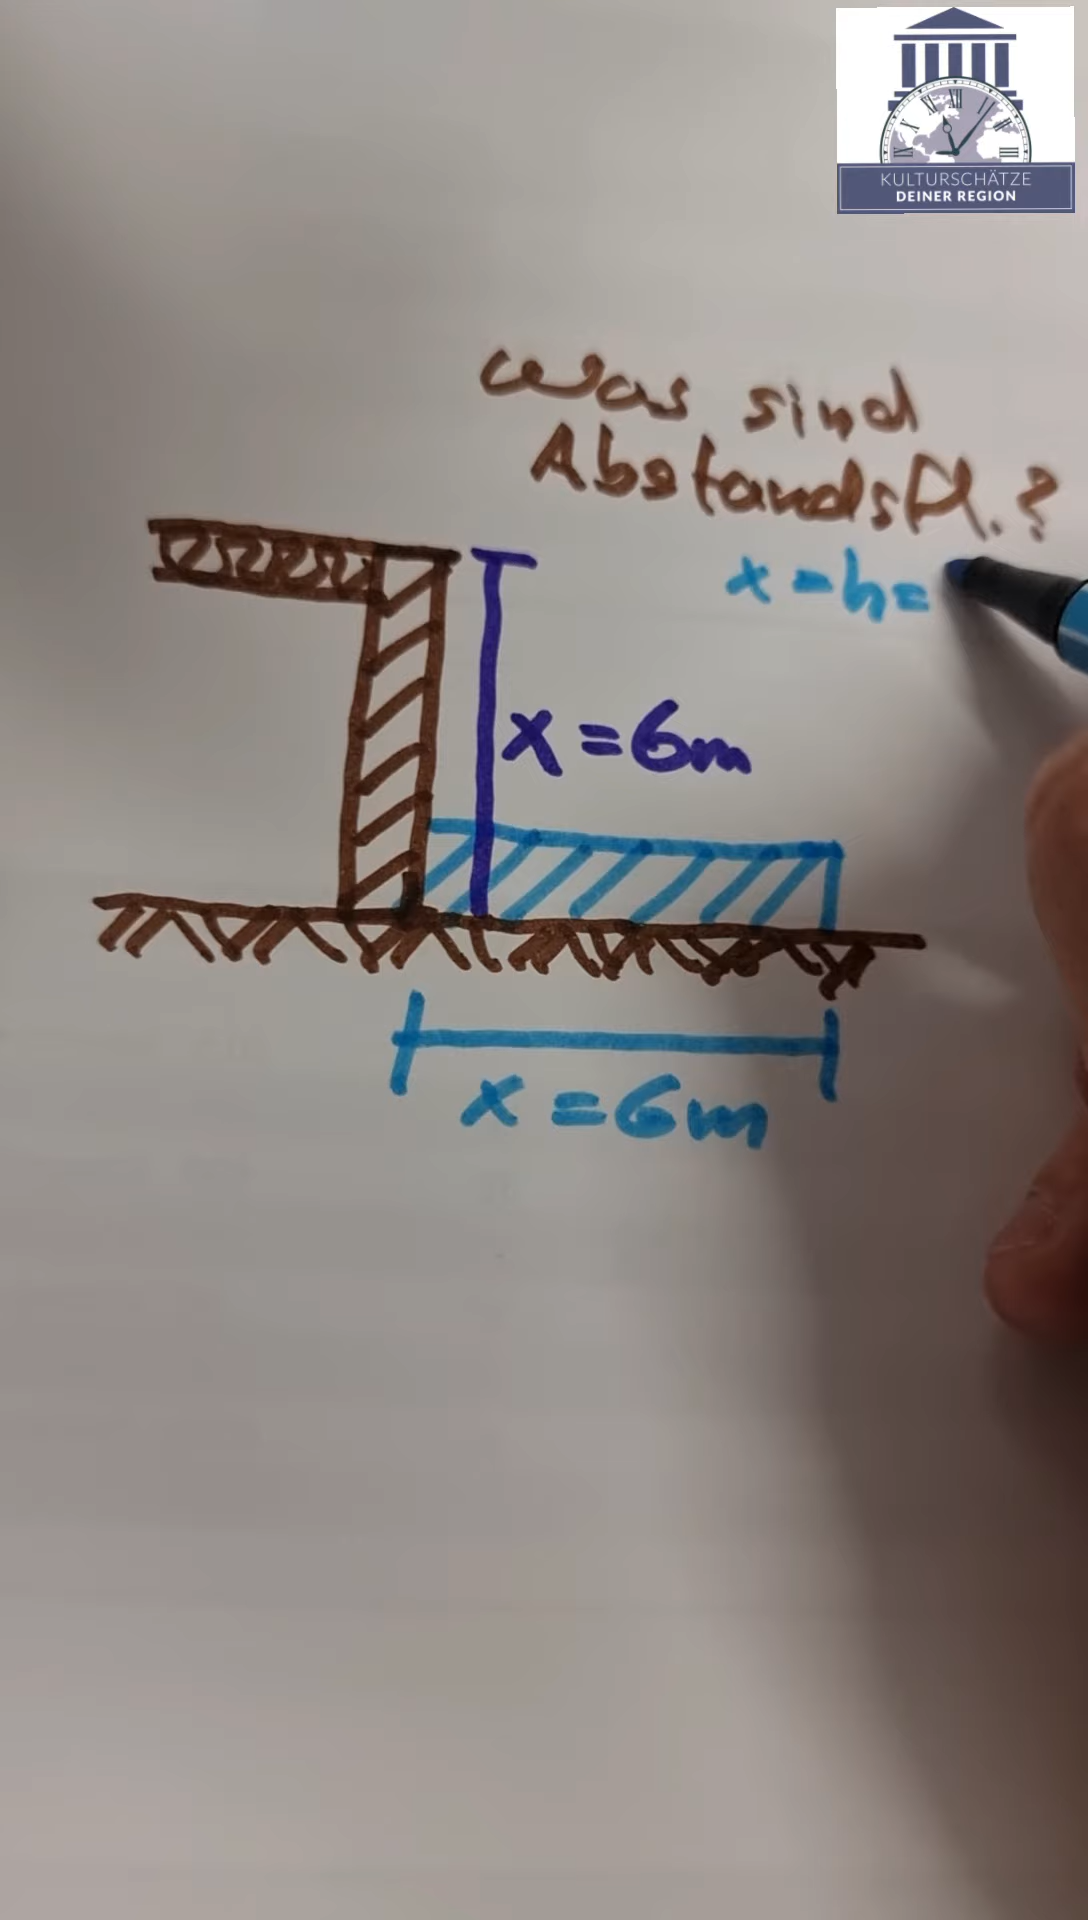 KULTURSCHÄTZE
DEINER REGION
Was sind
Abstandsfl.?
x = h =
x = 6m
x = 6m